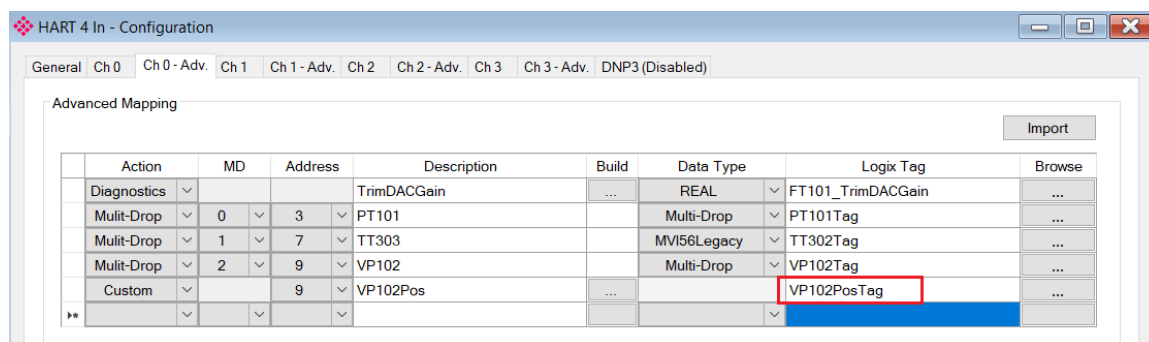 HART 4 In - Configuration
General Ch 0 Ch 0 - Adv. Ch 1 Ch 1 - Adv. Ch 2 Ch 2 - Adv. Ch 3 Ch 3 - Adv. DNP3 (Disabled)
Advanced Mapping
Import
Action MD Address Description Build Data Type Logix Tag Browse
Diagnostics TrimDACGain ... REAL FT101_TrimDACGain ...
Mulit-Drop 0 3 PT101 Multi-Drop PT101Tag ...
Mulit-Drop 1 7 TT303 MVI56Legacy TT302Tag ...
Mulit-Drop 2 9 VP102 Multi-Drop VP102Tag ...
Custom 9 VP102Pos ... VP102PosTag ...